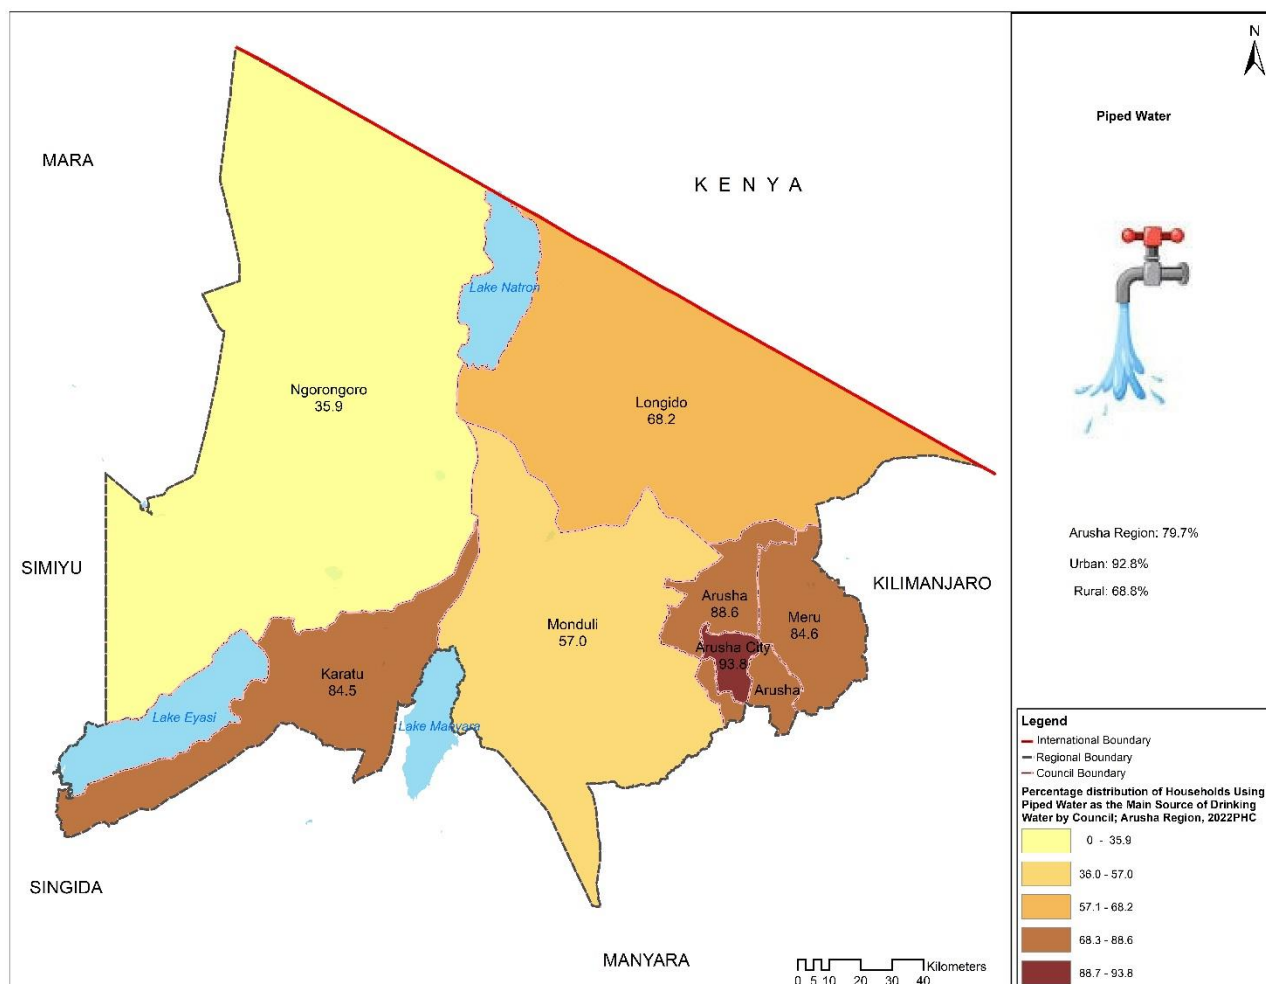 N
Piped Water
MARA
K E N Y A
Lake Natron
Ngorongoro
35.9
Longido
68.2
Arusha Region: 79.7%
Urban: 92.8%
Rural: 68.8%
SIMIYU
KILIMANJARO
Arusha
88.6
Meru
84.6
Monduli
57.0
Arusha City
93.8
Karatu
84.5
Arusha
Lake Eyasi
Lake Manyara
SINGIDA
MANYARA
Kilometers
0 5 10 20 30 40
Legend
International Boundary
Regional Boundary
Council Boundary
Percentage distribution of Households Using
Piped Water as the Main Source of Drinking
Water by Council; Arusha Region, 2022PHC
0 - 35.9
36.0 - 57.0
57.1 - 68.2
68.3 - 88.6
88.7 - 93.8